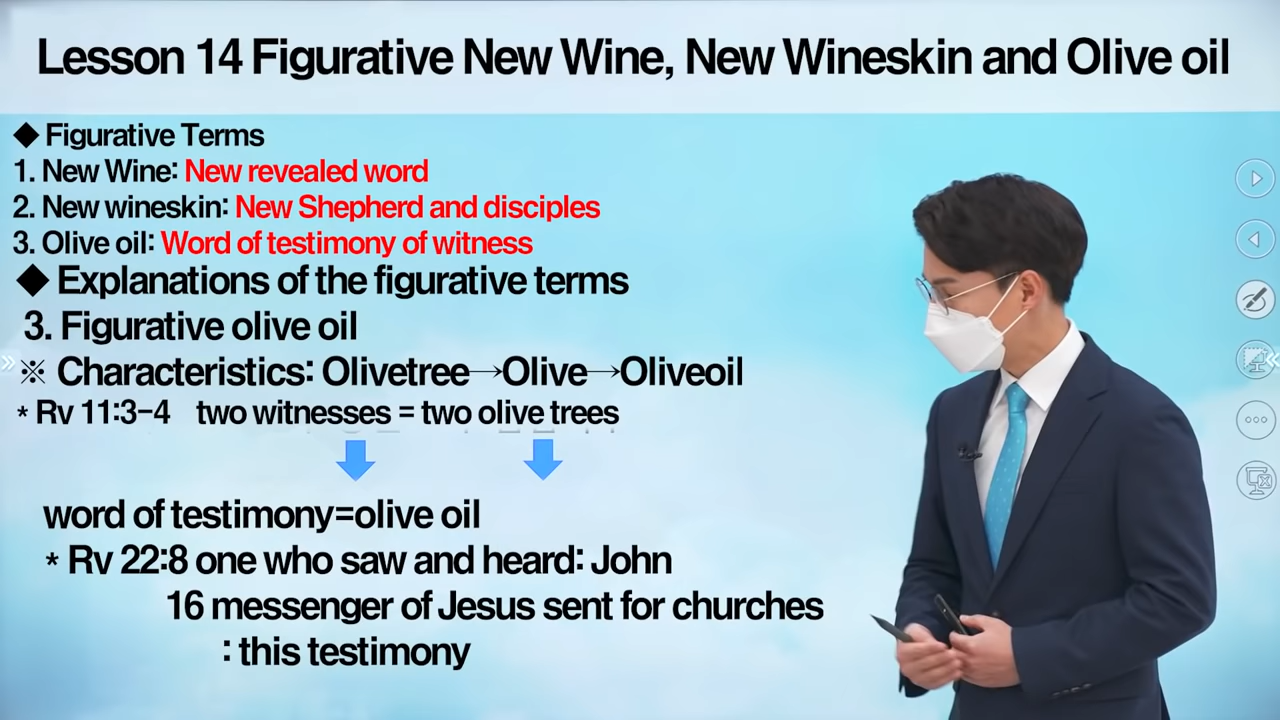 Lesson 14 Figurative New Wine, New Wineskin and Olive oil
◆ Figurative Terms
1. New Wine: New revealed word
2. New wineskin: New Shepherd and disciples
3. Olive oil: Word of testimony of witness
◆ Explanations of the figurative terms
3. Figurative olive oil
※ Characteristics: Olivetree→Olive→Oliveoil
* Rv 11:3-4 two witnesses = two olive trees
word of testimony=olive oil
* Rv 22:8 one who saw and heard: John
16 messenger of Jesus sent for churches
: this testimony